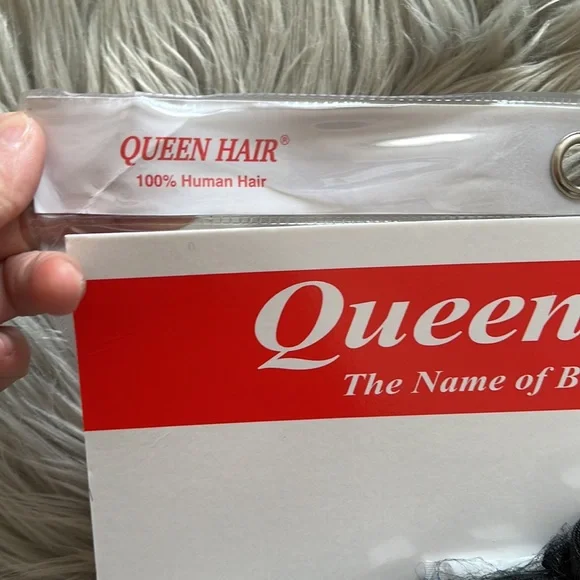 QUEEN HAIR®
100% Human Hair
Queen
The Name of B